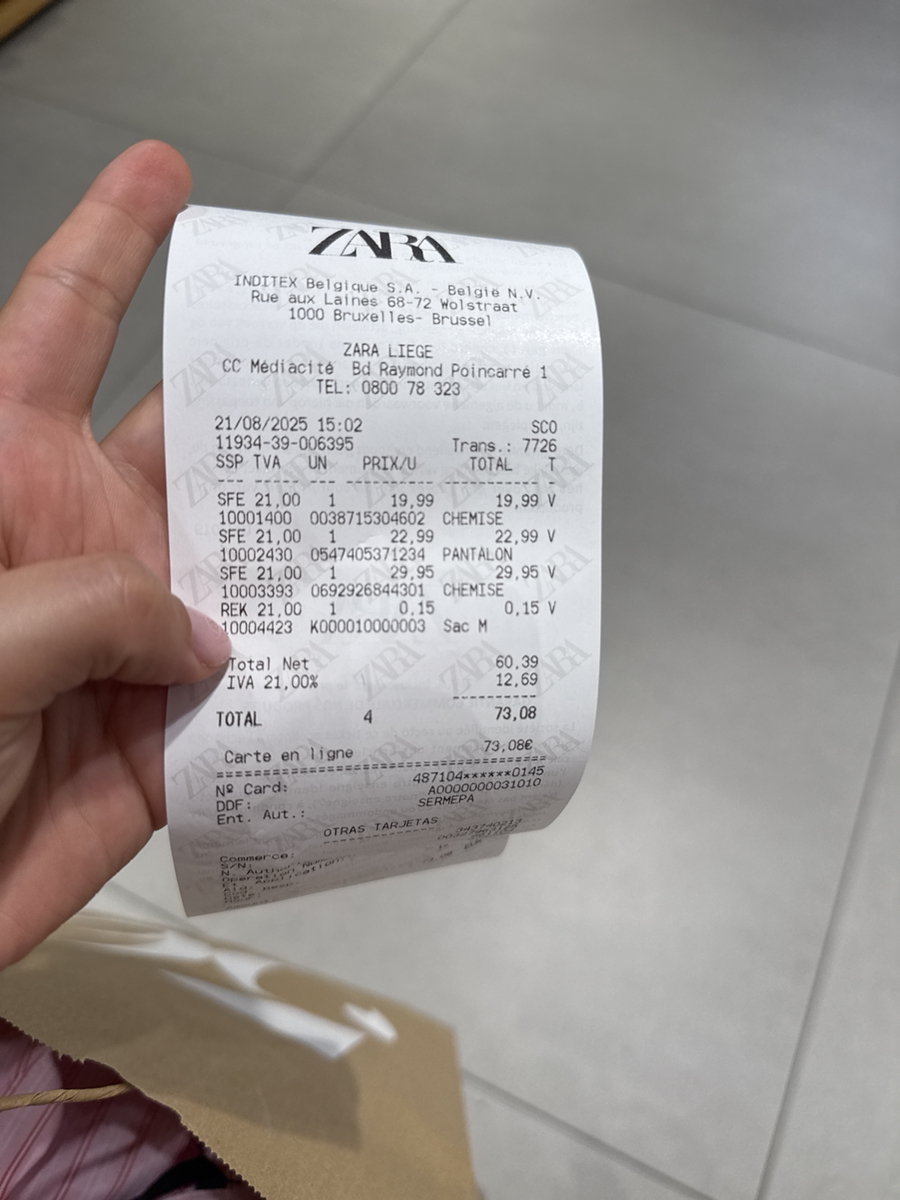 ZARA
INDITEX Belgique S.A. - België N.V.
Rue aux Laines 68-72 Wolstraat
1000 Bruxelles- Brussel
ZARA LIEGE
CC Médiacité Bd Raymond Poincarré 1
TEL: 0800 78 323
21/08/2025 15:02 SCO
11934-39-006395 Trans.: 7726
SSP TVA UN PRIX/U TOTAL T
--- --- --- -------- --------- -
SFE 21,00 1 19,99 19,99 V
10001400 0038715304602 CHEMISE
SFE 21,00 1 22,99 22,99 V
10002430 0547405371234 PANTALON
SFE 21,00 1 29,95 29,95 V
10003393 0692926844301 CHEMISE
REK 21,00 1 0,15 0,15 V
10004423 K000010000003 Sac M
Total Net 60,39
IVA 21,00% 12,69
----------
TOTAL 4 73,08
Carte en ligne 73,08€
========================================
Nº Card: 487104******0145
DDF: A0000000031010
Ent. Aut.: SERMEPA
OTRAS TARJETAS
--------------
Commerce:
S/N:
N. Author
Operation